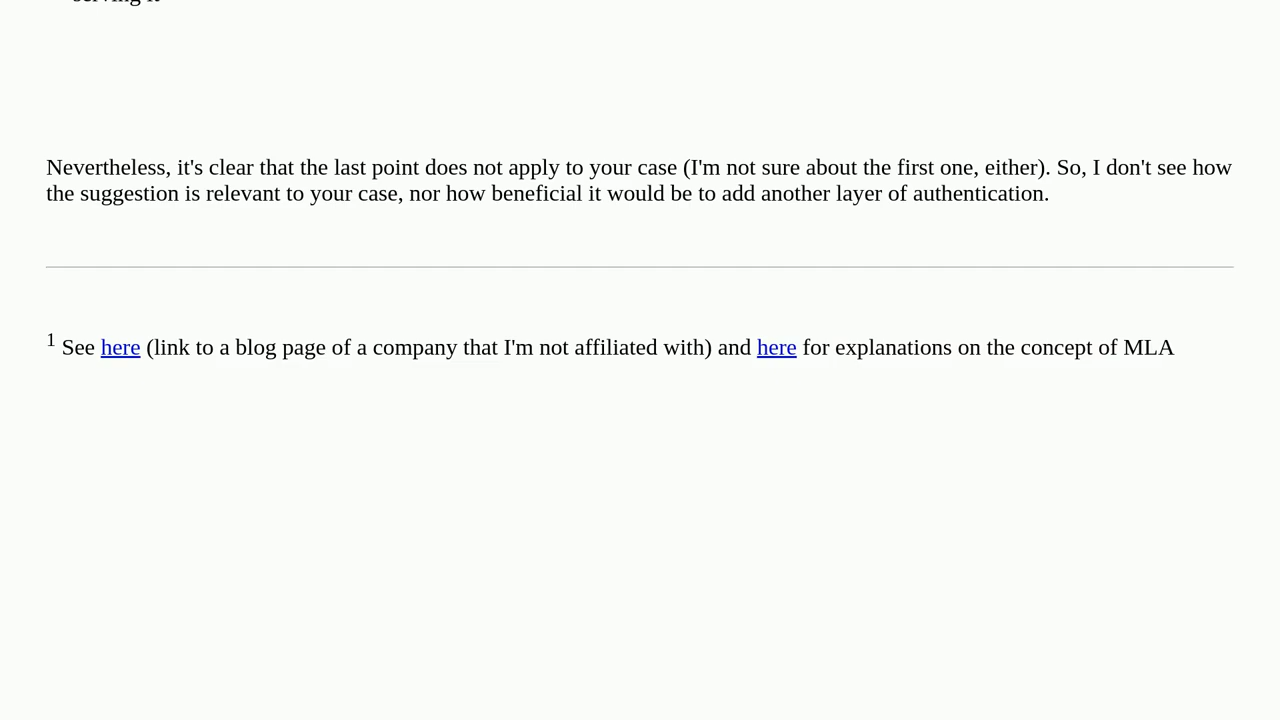 serving it
Nevertheless, it's clear that the last point does not apply to your case (I'm not sure about the first one, either). So, I don't see how
the suggestion is relevant to your case, nor how beneficial it would be to add another layer of authentication.
1 See here (link to a blog page of a company that I'm not affiliated with) and here for explanations on the concept of MLA